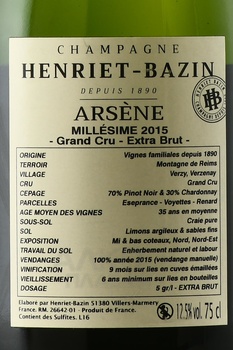 CHAMPAGNE
HENRIET-BAZIN
DEPUIS 1890
HB
ARSÈNE
MILLÉSIME 2015
- Grand Cru - Extra Brut -
ORIGINE Vignes familiales depuis 1890
TERROIR Montagne de Reims
VILLAGE Verzy, Verzenay
CRU Grand Cru
CEPAGE 70% Pinot Noir & 30% Chardonnay
PARCELLES Eseprance - Voyettes - Renard
AGE MOYEN DES VIGNES 35 ans en moyenne
SOUS-SOL Craie pure
SOL Limons argileux & sables fins
EXPOSITION Mi & bas coteaux, Nord, Nord-Est
TRAVAIL DU SOL Enherbement naturel et labour
VENDANGES 100% année 2015 (vendange manuelle)
VINIFICATION 9 mois sur lies en cuves émaillées
VIEILLISSEMENT 6 ans minimum sur lies en bouteilles
DOSAGE 5 gr/l - EXTRA BRUT
Elaboré par Henriet-Bazin 51380 Villers-Marmery
France. RM. 26642-01 - Produit de France.
Contient des Sulfites. L16
12.5% vol. 75 cl